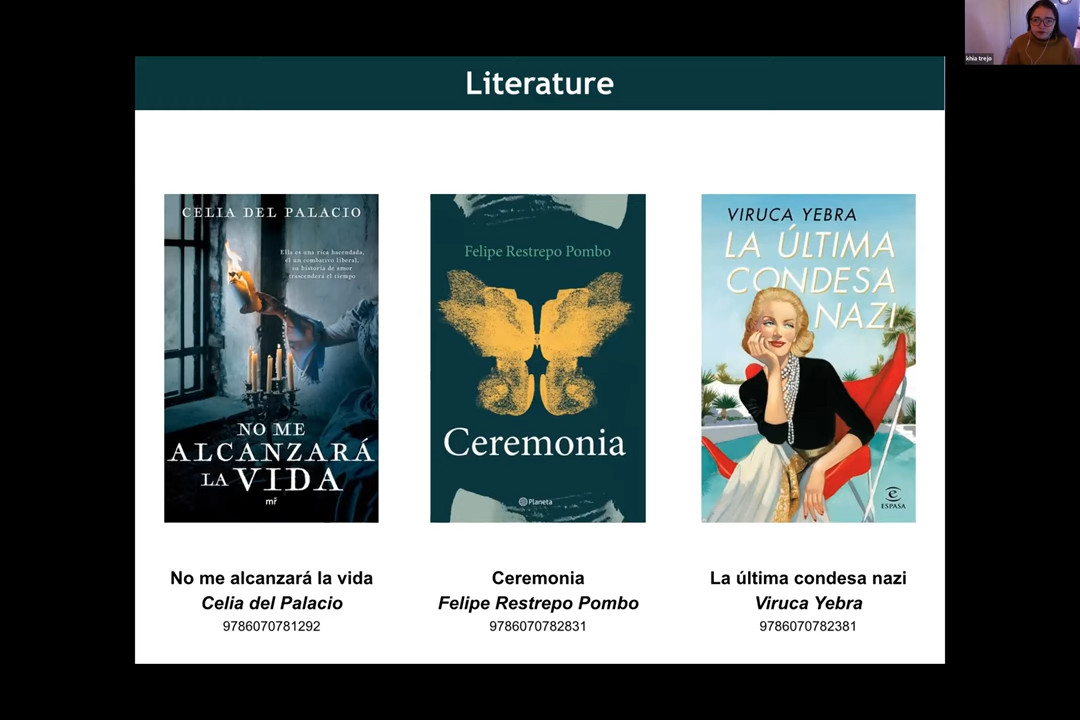 khia trejo
Literature
CELIA DEL PALACIO
Ella es una rica hacendada,
él un combativo liberal,
su historia de amor
trascenderá el tiempo
NO ME
ALCANZARÁ
LA VIDA
mr
Felipe Restrepo Pombo
Ceremonia
Planeta
VIRUCA YEBRA
LA ÚLTIMA
CONDESA
NAZI
e
ESPASA
No me alcanzará la vida
Celia del Palacio
9786070781292
Ceremonia
Felipe Restrepo Pombo
9786070782831
La última condesa nazi
Viruca Yebra
9786070782381